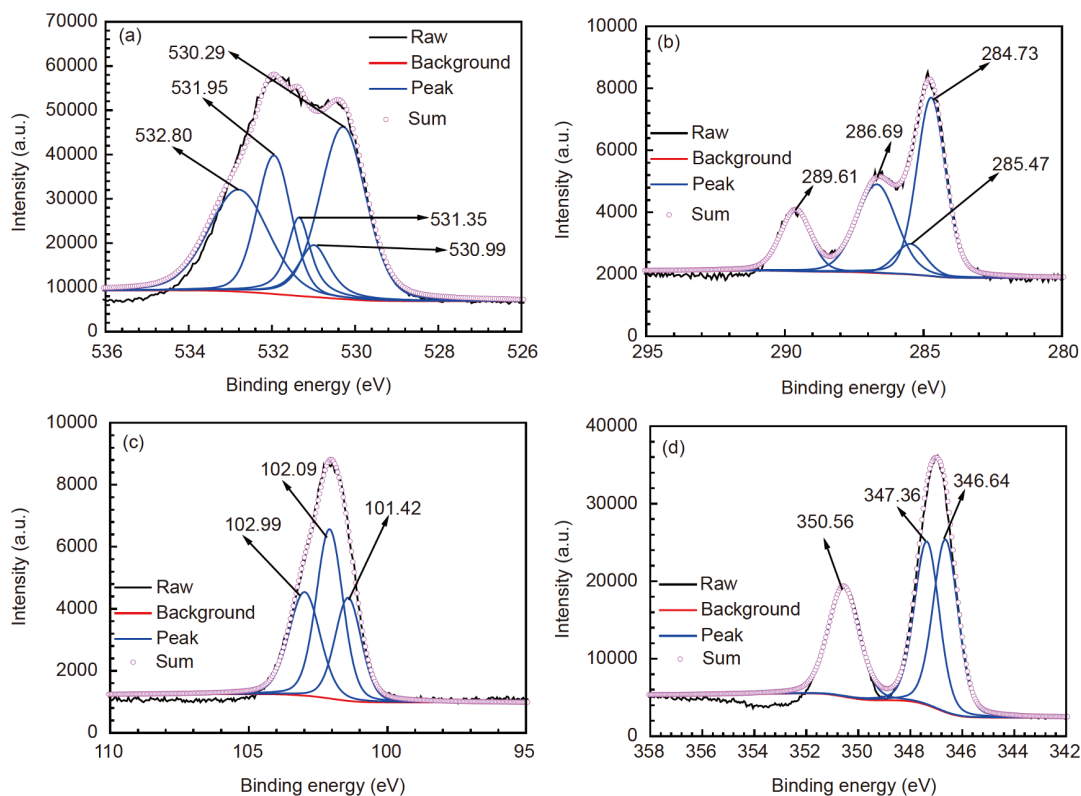 (a)
70000
60000
50000
40000
30000
20000
10000
0
536
534
532
530
528
526
Intensity (a.u.)
Binding energy (eV)
Raw
Background
Peak
Sum
530.29
531.95
532.80
531.35
530.99
(b)
10000
8000
6000
4000
2000
0
295
290
285
280
Intensity (a.u.)
Binding energy (eV)
Raw
Background
Peak
Sum
284.73
286.69
285.47
289.61
(c)
10000
8000
6000
4000
2000
0
110
105
100
95
Intensity (a.u.)
Binding energy (eV)
Raw
Background
Peak
Sum
102.09
102.99
101.42
(d)
40000
30000
20000
10000
0
358
356
354
352
350
348
346
344
342
Intensity (a.u.)
Binding energy (eV)
Raw
Background
Peak
Sum
347.36
346.64
350.56